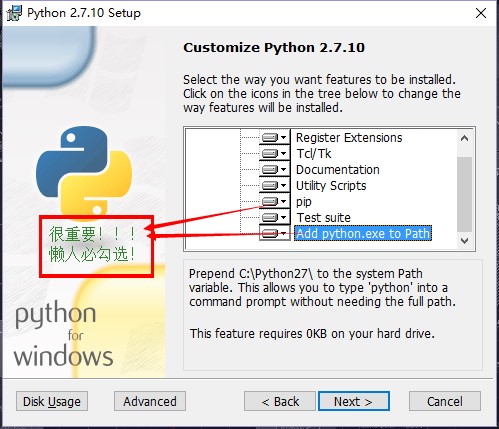 Python 2.7.10 Setup
Customize Python 2.7.10
Select the way you want features to be installed.
Click on the icons in the tree below to change the
way features will be installed.
Register Extensions
Tcl/Tk
Documentation
Utility Scripts
pip
Test suite
Add python.exe to Path
很重要！！！
懒人必勾选！
Prepend C:\Python27\ to the system Path
variable. This allows you to type 'python' into a
command prompt without needing the full path.
This feature requires 0KB on your hard drive.
python
for
windows
Disk Usage
Advanced
< Back
Next >
Cancel